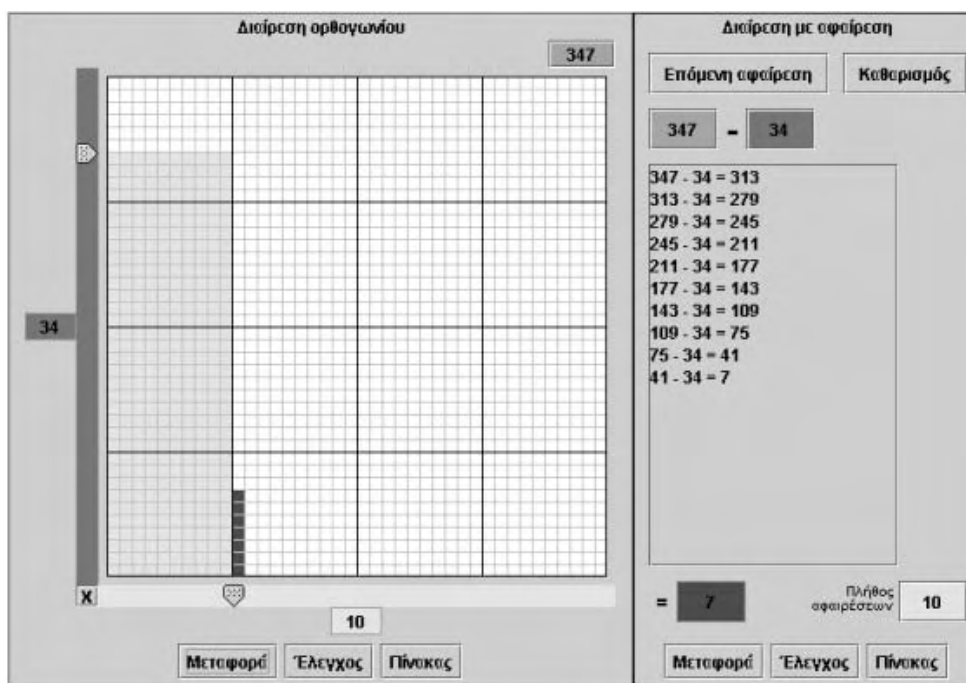 Διαίρεση ορθογωνίου
347
34
X
10
Μεταφορά Έλεγχος Πίνακας
Διαίρεση με αφαίρεση
Επόμενη αφαίρεση Καθαρισμός
347 - 34
347 - 34 = 313
313 - 34 = 279
279 - 34 = 245
245 - 34 = 211
211 - 34 = 177
177 - 34 = 143
143 - 34 = 109
109 - 34 = 75
75 - 34 = 41
41 - 34 = 7
= 7
Πλήθος
αφαιρέσεων 10
Μεταφορά Έλεγχος Πίνακας